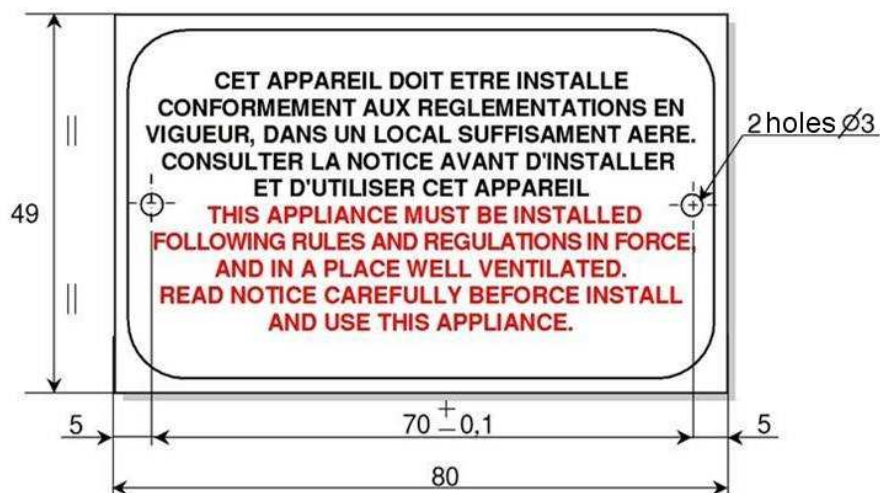 CET APPAREIL DOIT ETRE INSTALLE
CONFORMEMENT AUX REGLEMENTATIONS EN
VIGUEUR, DANS UN LOCAL SUFFISAMENT AERE.
CONSULTER LA NOTICE AVANT D'INSTALLER
ET D'UTILISER CET APPAREIL
THIS APPLIANCE MUST BE INSTALLED
FOLLOWING RULES AND REGULATIONS IN FORCE,
AND IN A PLACE WELL VENTILATED.
READ NOTICE CAREFULLY BEFORCE INSTALL
AND USE THIS APPLIANCE.
2 holes Ø3
49
5
70 ± 0,1
5
80